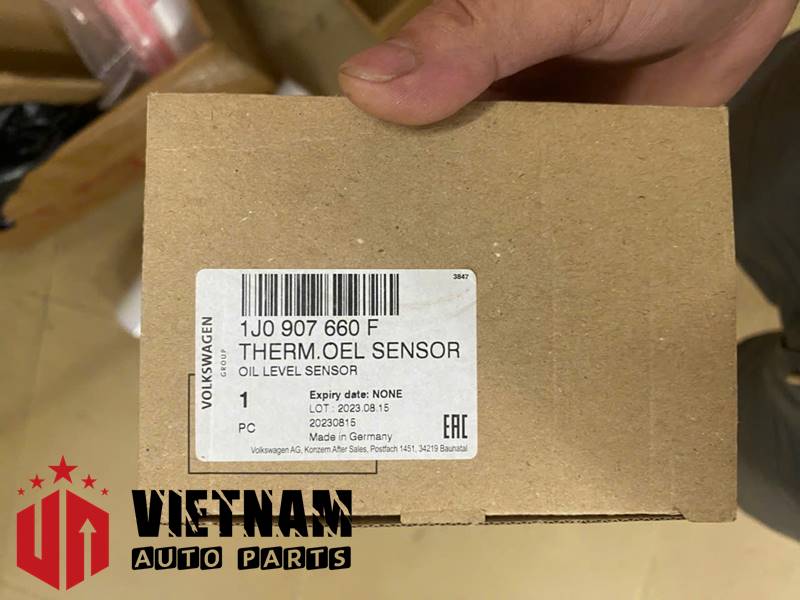 3847
VOLKSWAGEN
GROUP
1J0 907 660 F
THERM.OEL SENSOR
OIL LEVEL SENSOR
1
PC
Expiry date: NONE
LOT : 2023.08.15
20230815
Made in Germany
EAC
Volkswagen AG, Konzern After Sales, Postfach 1451, 34219 Baunatal
VIETNAM
AUTO PARTS